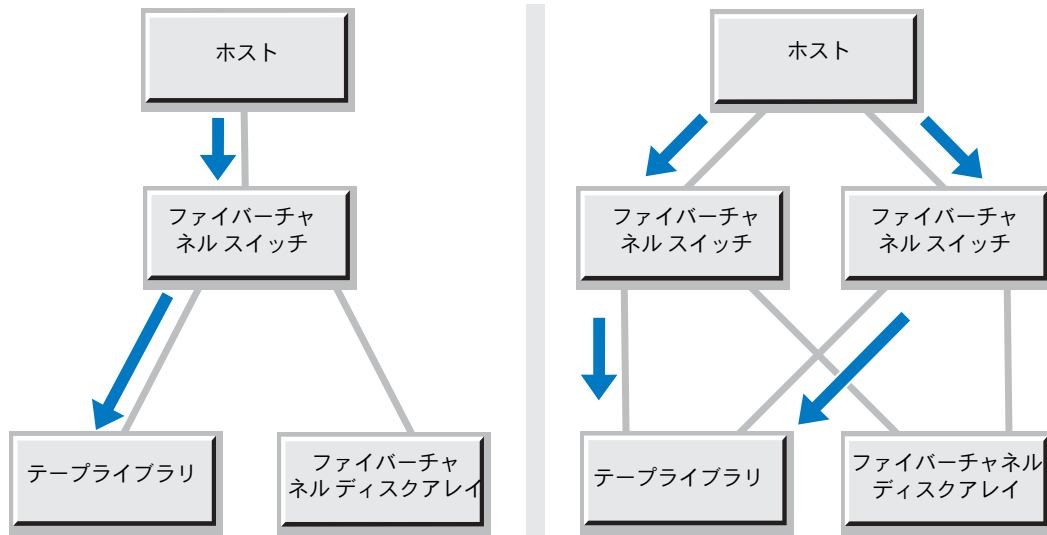 ホスト
ファイバーチャ
ネル スイッチ
テープライブラリ
ファイバーチャ
ネル ディスクアレイ
ホスト
ファイバーチャ
ネル スイッチ
ファイバーチャ
ネル スイッチ
テープライブラリ
ファイバーチャネル
ディスクアレイ